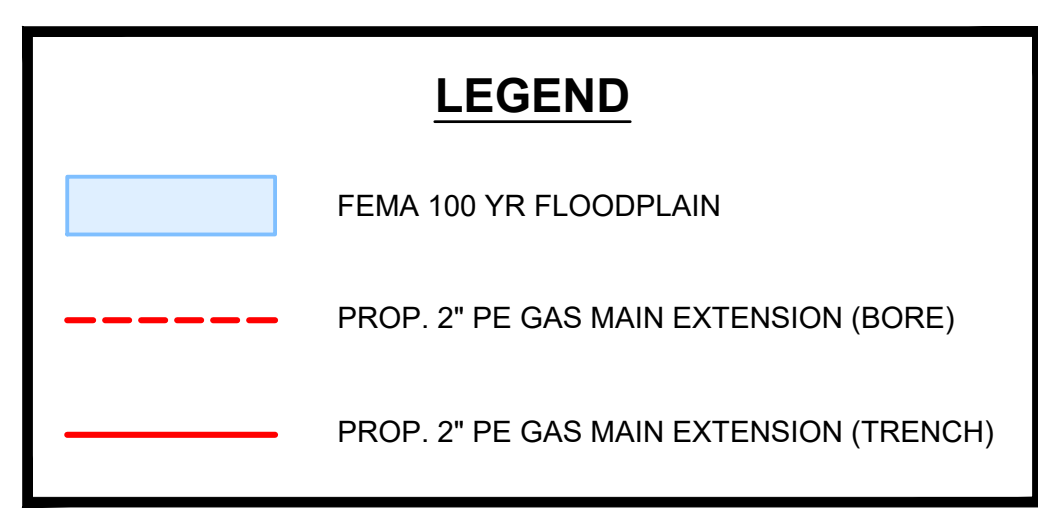 LEGEND
FEMA 100 YR FLOODPLAIN
PROP. 2" PE GAS MAIN EXTENSION (BORE)
PROP. 2" PE GAS MAIN EXTENSION (TRENCH)